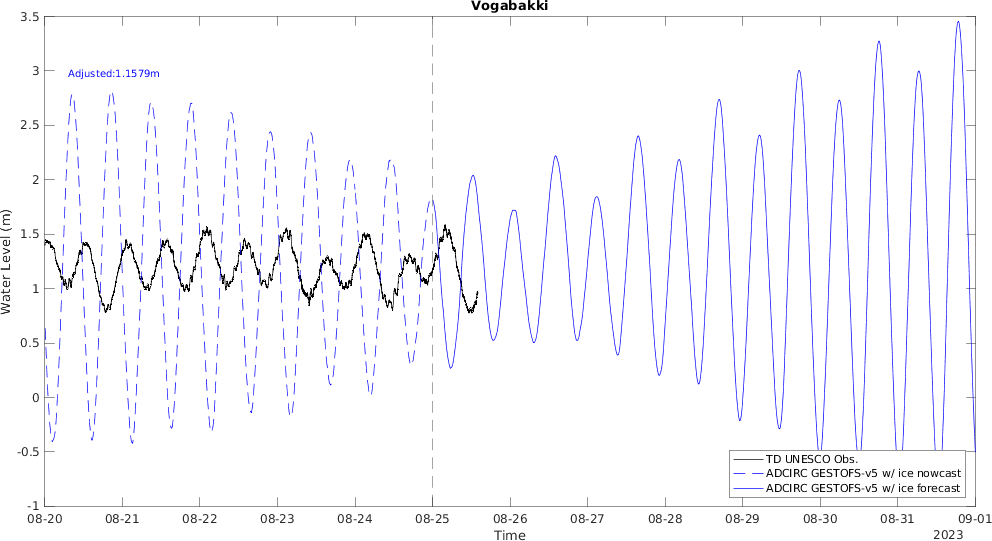 Vogabakki
Adjusted:1.1579m
3.5
3
2.5
2
1.5
1
0.5
0
-0.5
-1
Water Level (m)
TD UNESCO Obs.
ADCIRC GESTOFS-v5 w/ ice nowcast
ADCIRC GESTOFS-v5 w/ ice forecast
08-20 08-21 08-22 08-23 08-24 08-25 08-26 08-27 08-28 08-29 08-30 08-31 09-01
Time
2023